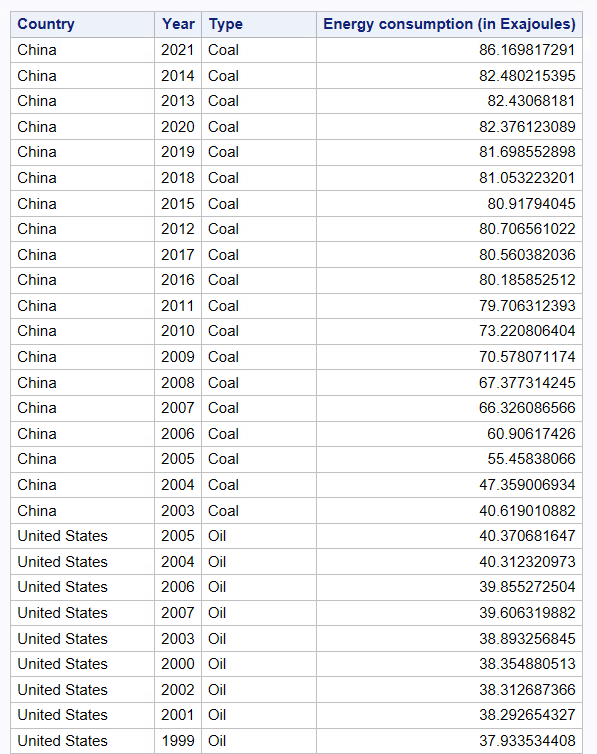 Country Year Type Energy consumption (in Exajoules)
China 2021 Coal 86.169817291
China 2014 Coal 82.480215395
China 2013 Coal 82.43068181
China 2020 Coal 82.376123089
China 2019 Coal 81.698552898
China 2018 Coal 81.053223201
China 2015 Coal 80.91794045
China 2012 Coal 80.706561022
China 2017 Coal 80.560382036
China 2016 Coal 80.185852512
China 2011 Coal 79.706312393
China 2010 Coal 73.220806404
China 2009 Coal 70.578071174
China 2008 Coal 67.377314245
China 2007 Coal 66.326086566
China 2006 Coal 60.90617426
China 2005 Coal 55.45838066
China 2004 Coal 47.359006934
China 2003 Coal 40.619010882
United States 2005 Oil 40.370681647
United States 2004 Oil 40.312320973
United States 2006 Oil 39.855272504
United States 2007 Oil 39.606319882
United States 2003 Oil 38.893256845
United States 2000 Oil 38.354880513
United States 2002 Oil 38.312687366
United States 2001 Oil 38.292654327
United States 1999 Oil 37.933534408